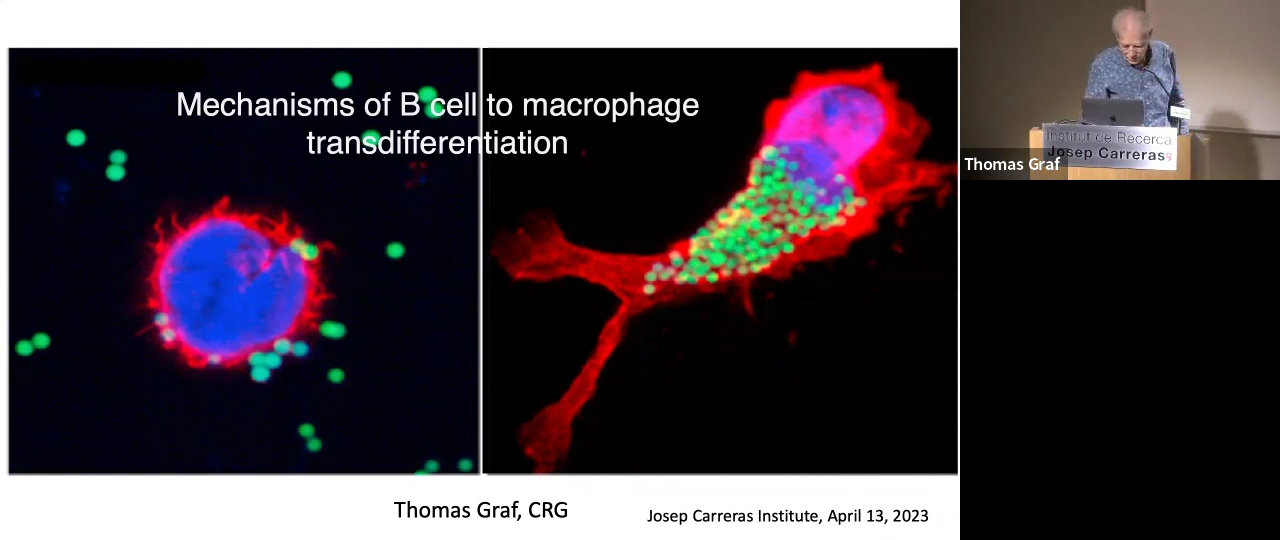 Mechanisms of B cell to macrophage
transdifferentiation
Thomas Graf, CRG
Josep Carreras Institute, April 13, 2023
Institut de Recerca
Josep Carreras
Thomas Graf